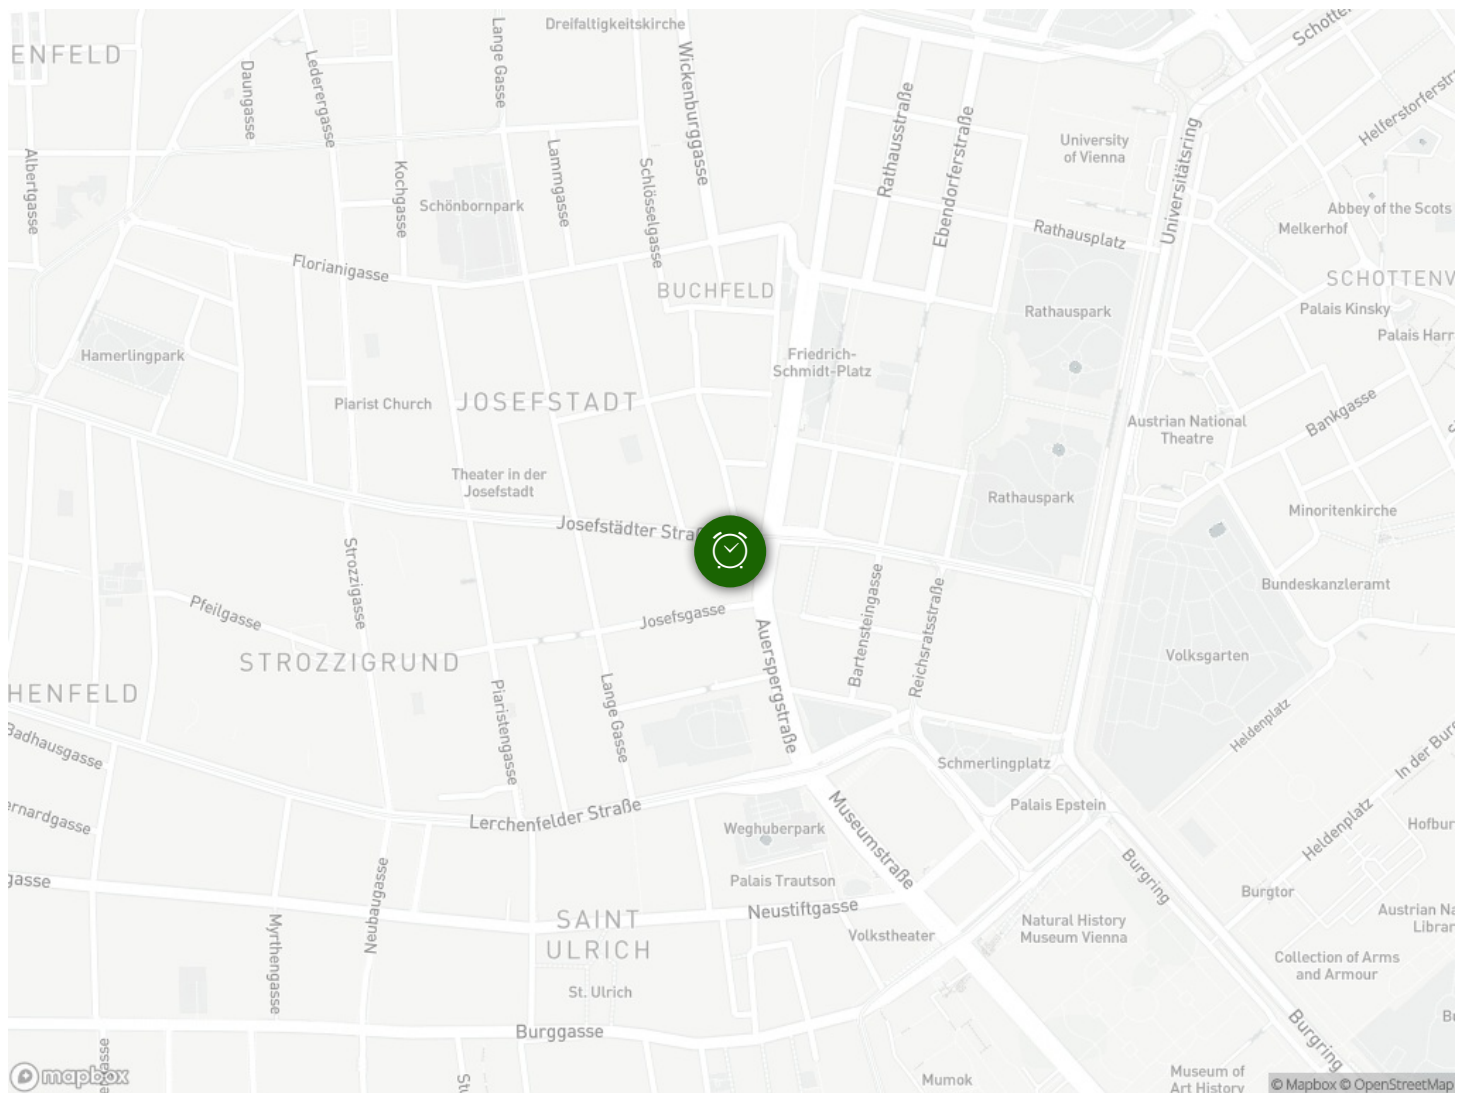 Dreifaltigkeitskirche
Schotte
ENFELD
Lange Gasse
Wickenburggasse
Daungasse
Lederergasse
Rathausstraße
Ebendorferstraße
Helferstorferstra
University
of Vienna
Universitätsring
Albertgasse
Kochgasse
Lammgasse
Schlösselgasse
Schönbornpark
Abbey of the Scots
Melkerhof
Rathausplatz
Florianigasse
BUCHFELD
SCHOTTENV
Rathauspark
Palais Kinsky
Palais Harr
Hamerlingpark
Friedrich-
Schmidt-Platz
Piarist Church
JOSEFSTADT
Bankgasse
Austrian National
Theatre
Theater in der
Josefstadt
Rathauspark
Minoritenkirche
Josefstädter Straß
Strozzigasse
Bartensteingasse
Reichsratsstraße
Bundeskanzleramt
Pfeilgasse
Josefsgasse
Auerspergstraße
STROZZIGRUND
Volksgarten
HENFELD
Piaristengasse
Lange Gasse
Heldenplatz
In der Burg
Badhausgasse
Schmerlingplatz
Palais Epstein
ernardgasse
Lerchenfelder Straße
Weghuberpark
Museumstraße
Heldenplatz
Hofbur
Burgring
gasse
Palais Trautson
Burgtor
Neubaugasse
Neustiftgasse
Austrian Na
Librar
Myrthengasse
SAINT
ULRICH
Volkstheater
Natural History
Museum Vienna
Collection of Arms
and Armour
St. Ulrich
Burggasse
Burgring
mapbox
Mumok
Museum of
Art History
© Mapbox © OpenStreetMap